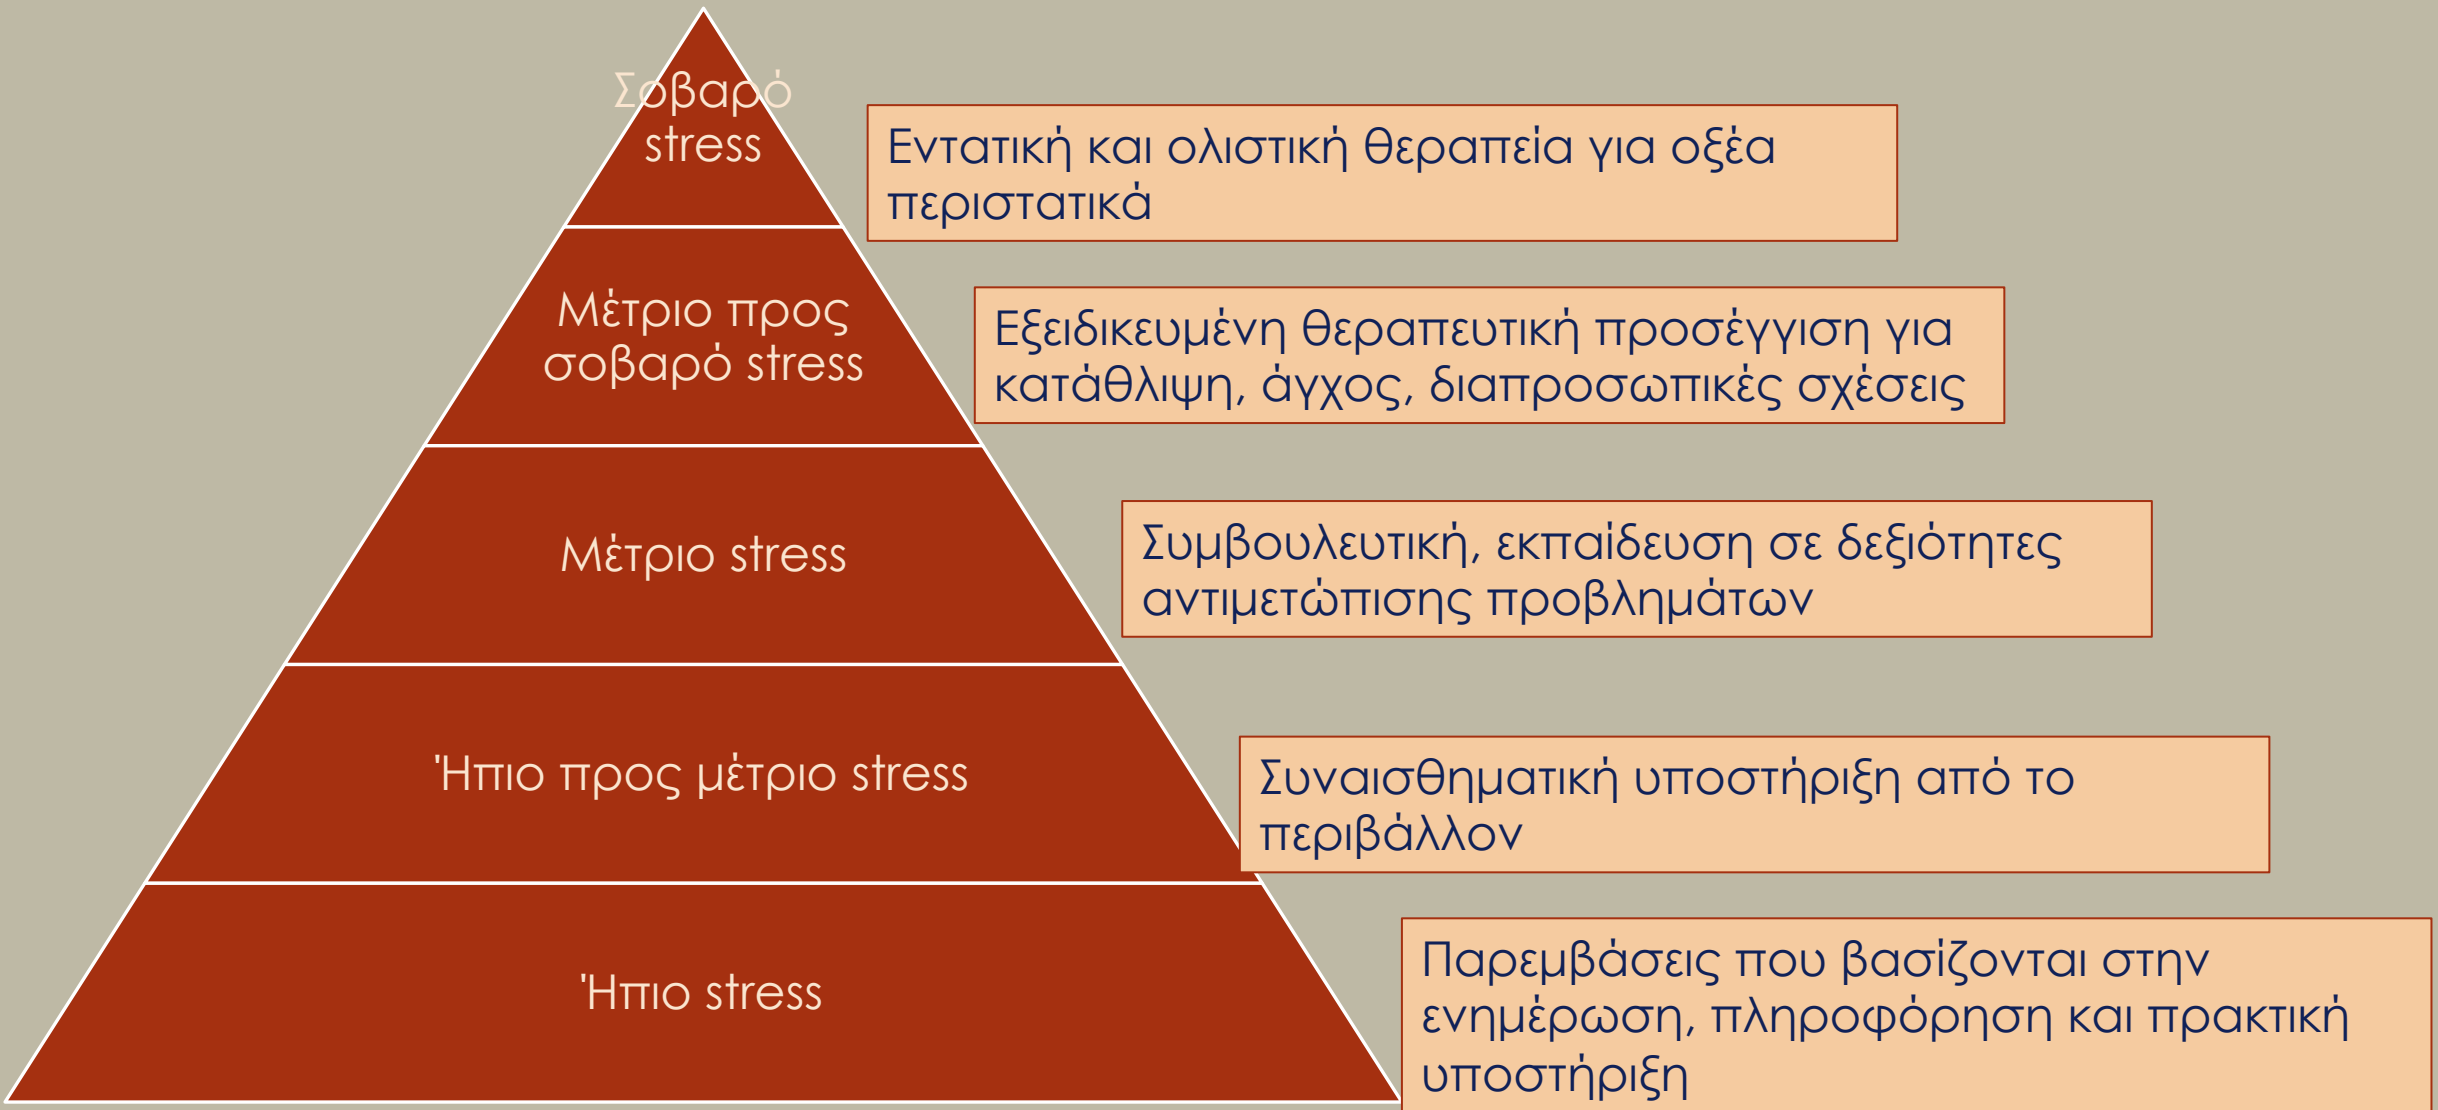 Σοβαρό
stress
Εντατική και ολιστική θεραπεία για οξέα
περιστατικά
Μέτριο προς
σοβαρό stress
Εξειδικευμένη θεραπευτική προσέγγιση για
κατάθλιψη, άγχος, διαπροσωπικές σχέσεις
Μέτριο stress
Συμβουλευτική, εκπαίδευση σε δεξιότητες
αντιμετώπισης προβλημάτων
Ήπιο προς μέτριο stress
Συναισθηματική υποστήριξη από το
περιβάλλον
Ήπιο stress
Παρεμβάσεις που βασίζονται στην
ενημέρωση, πληροφόρηση και πρακτική
υποστήριξη